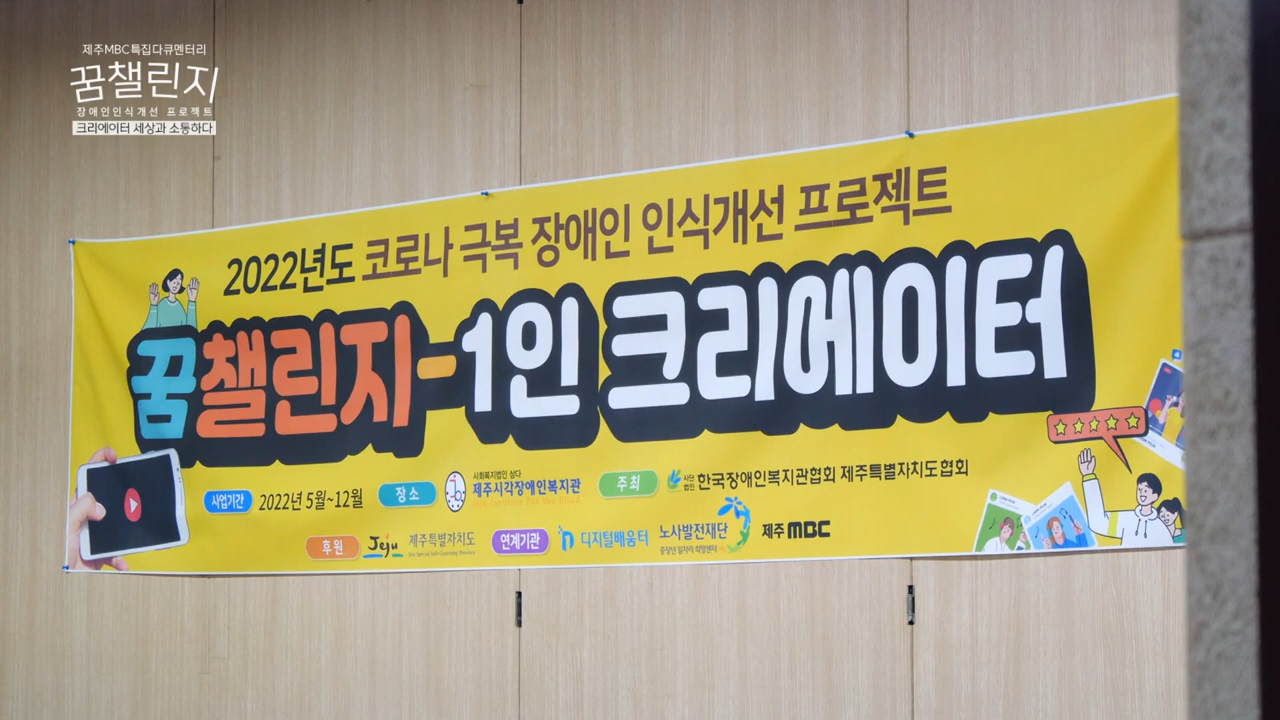 제주MBC특집다큐멘터리
꿈챌린지
장애인인식개선 프로젝트
크리에이터 세상과 소통하다
2022년도 코로나 극복 장애인 인식개선 프로젝트
꿈챌린지-1인 크리에이터
사업기간 2022년 5월~12월 장소 사회복지법인 삼다 제주시각장애인복지관 주최 사단법인 한국장애인복지관협회 제주특별자치도협회
후원 Jeju 제주특별자치도 연계기관 디지털배움터 노사발전재단 중장년 일자리 희망센터 제주MBC